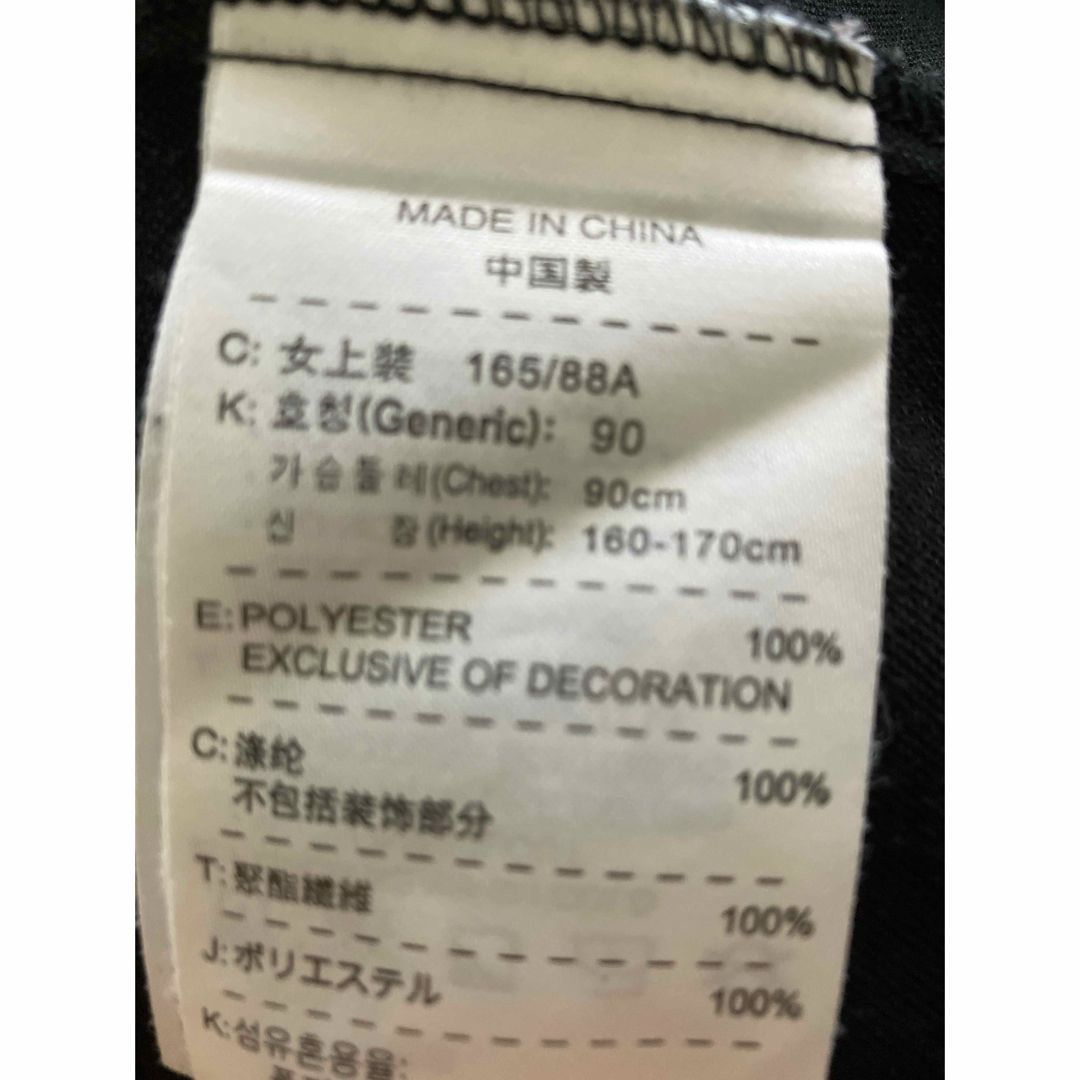 MADE IN CHINA
中国製
C: 女上装 165/88A
K: 호칭(Generic): 90
가슴둘레(Chest): 90cm
신 장(Height): 160-170cm
E: POLYESTER 100%
EXCLUSIVE OF DECORATION
C: 涤纶 100%
不包括装饰部分
T: 聚酯纖維 100%
J: ポリエステル 100%
K: 섬유혼용율: